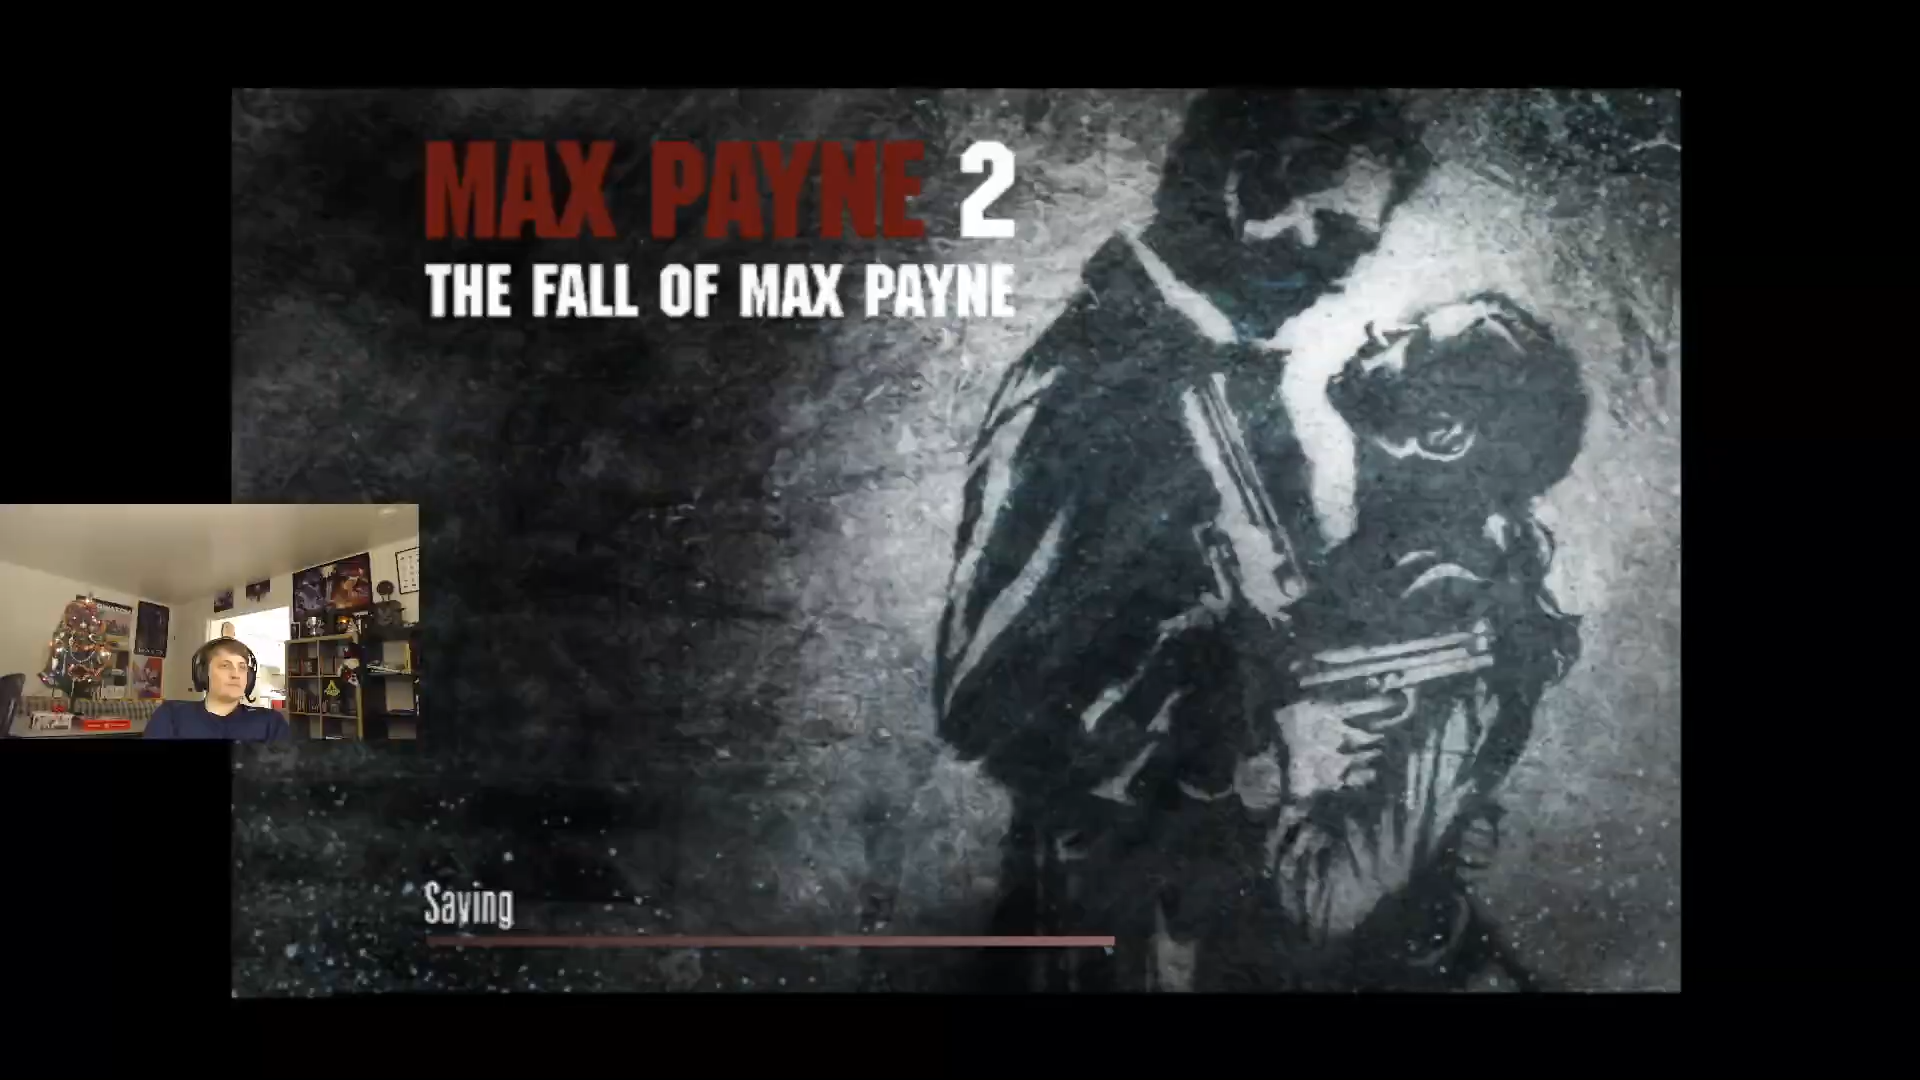 MAX PAYNE 2
THE FALL OF MAX PAYNE
Saving